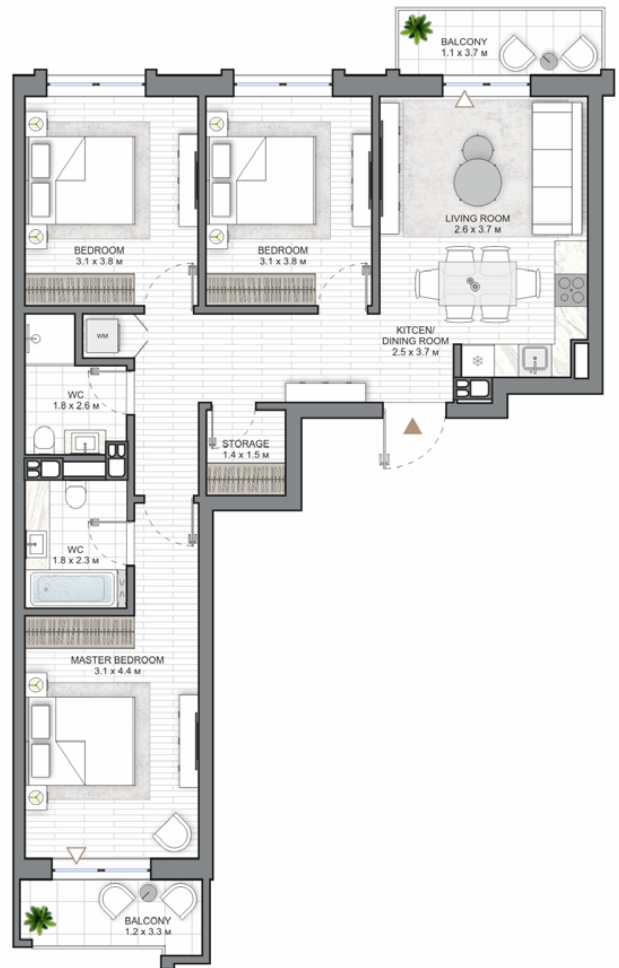 BALCONY
1.1 x 3.7 м
LIVING ROOM
2.6 x 3.7 м
BEDROOM
3.1 x 3.8 м
BEDROOM
3.1 x 3.8 м
KITCEN/
DINING ROOM
2.5 x 3.7 м
WM
WC
1.8 x 2.6 м
STORAGE
1.4 x 1.5 м
WC
1.8 x 2.3 м
MASTER BEDROOM
3.1 x 4.4 м
BALCONY
1.2 x 3.3 м